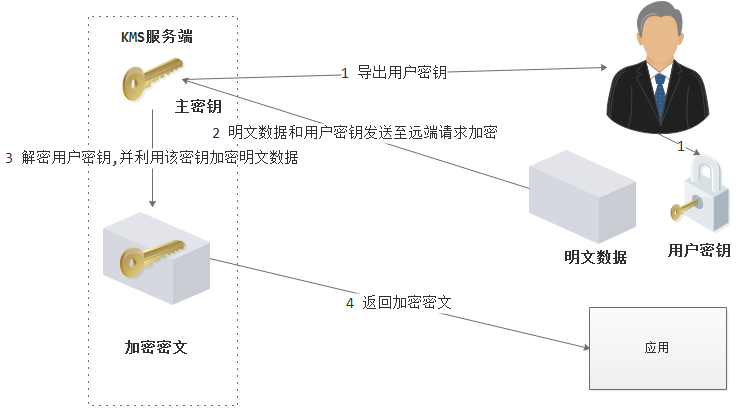 KMS服务端
1 导出用户密钥
主密钥
2 明文数据和用户密钥发送至远端请求加密
1
3 解密用户密钥,并利用该密钥加密明文数据
用户密钥
明文数据
4 返回加密密文
加密密文
应用